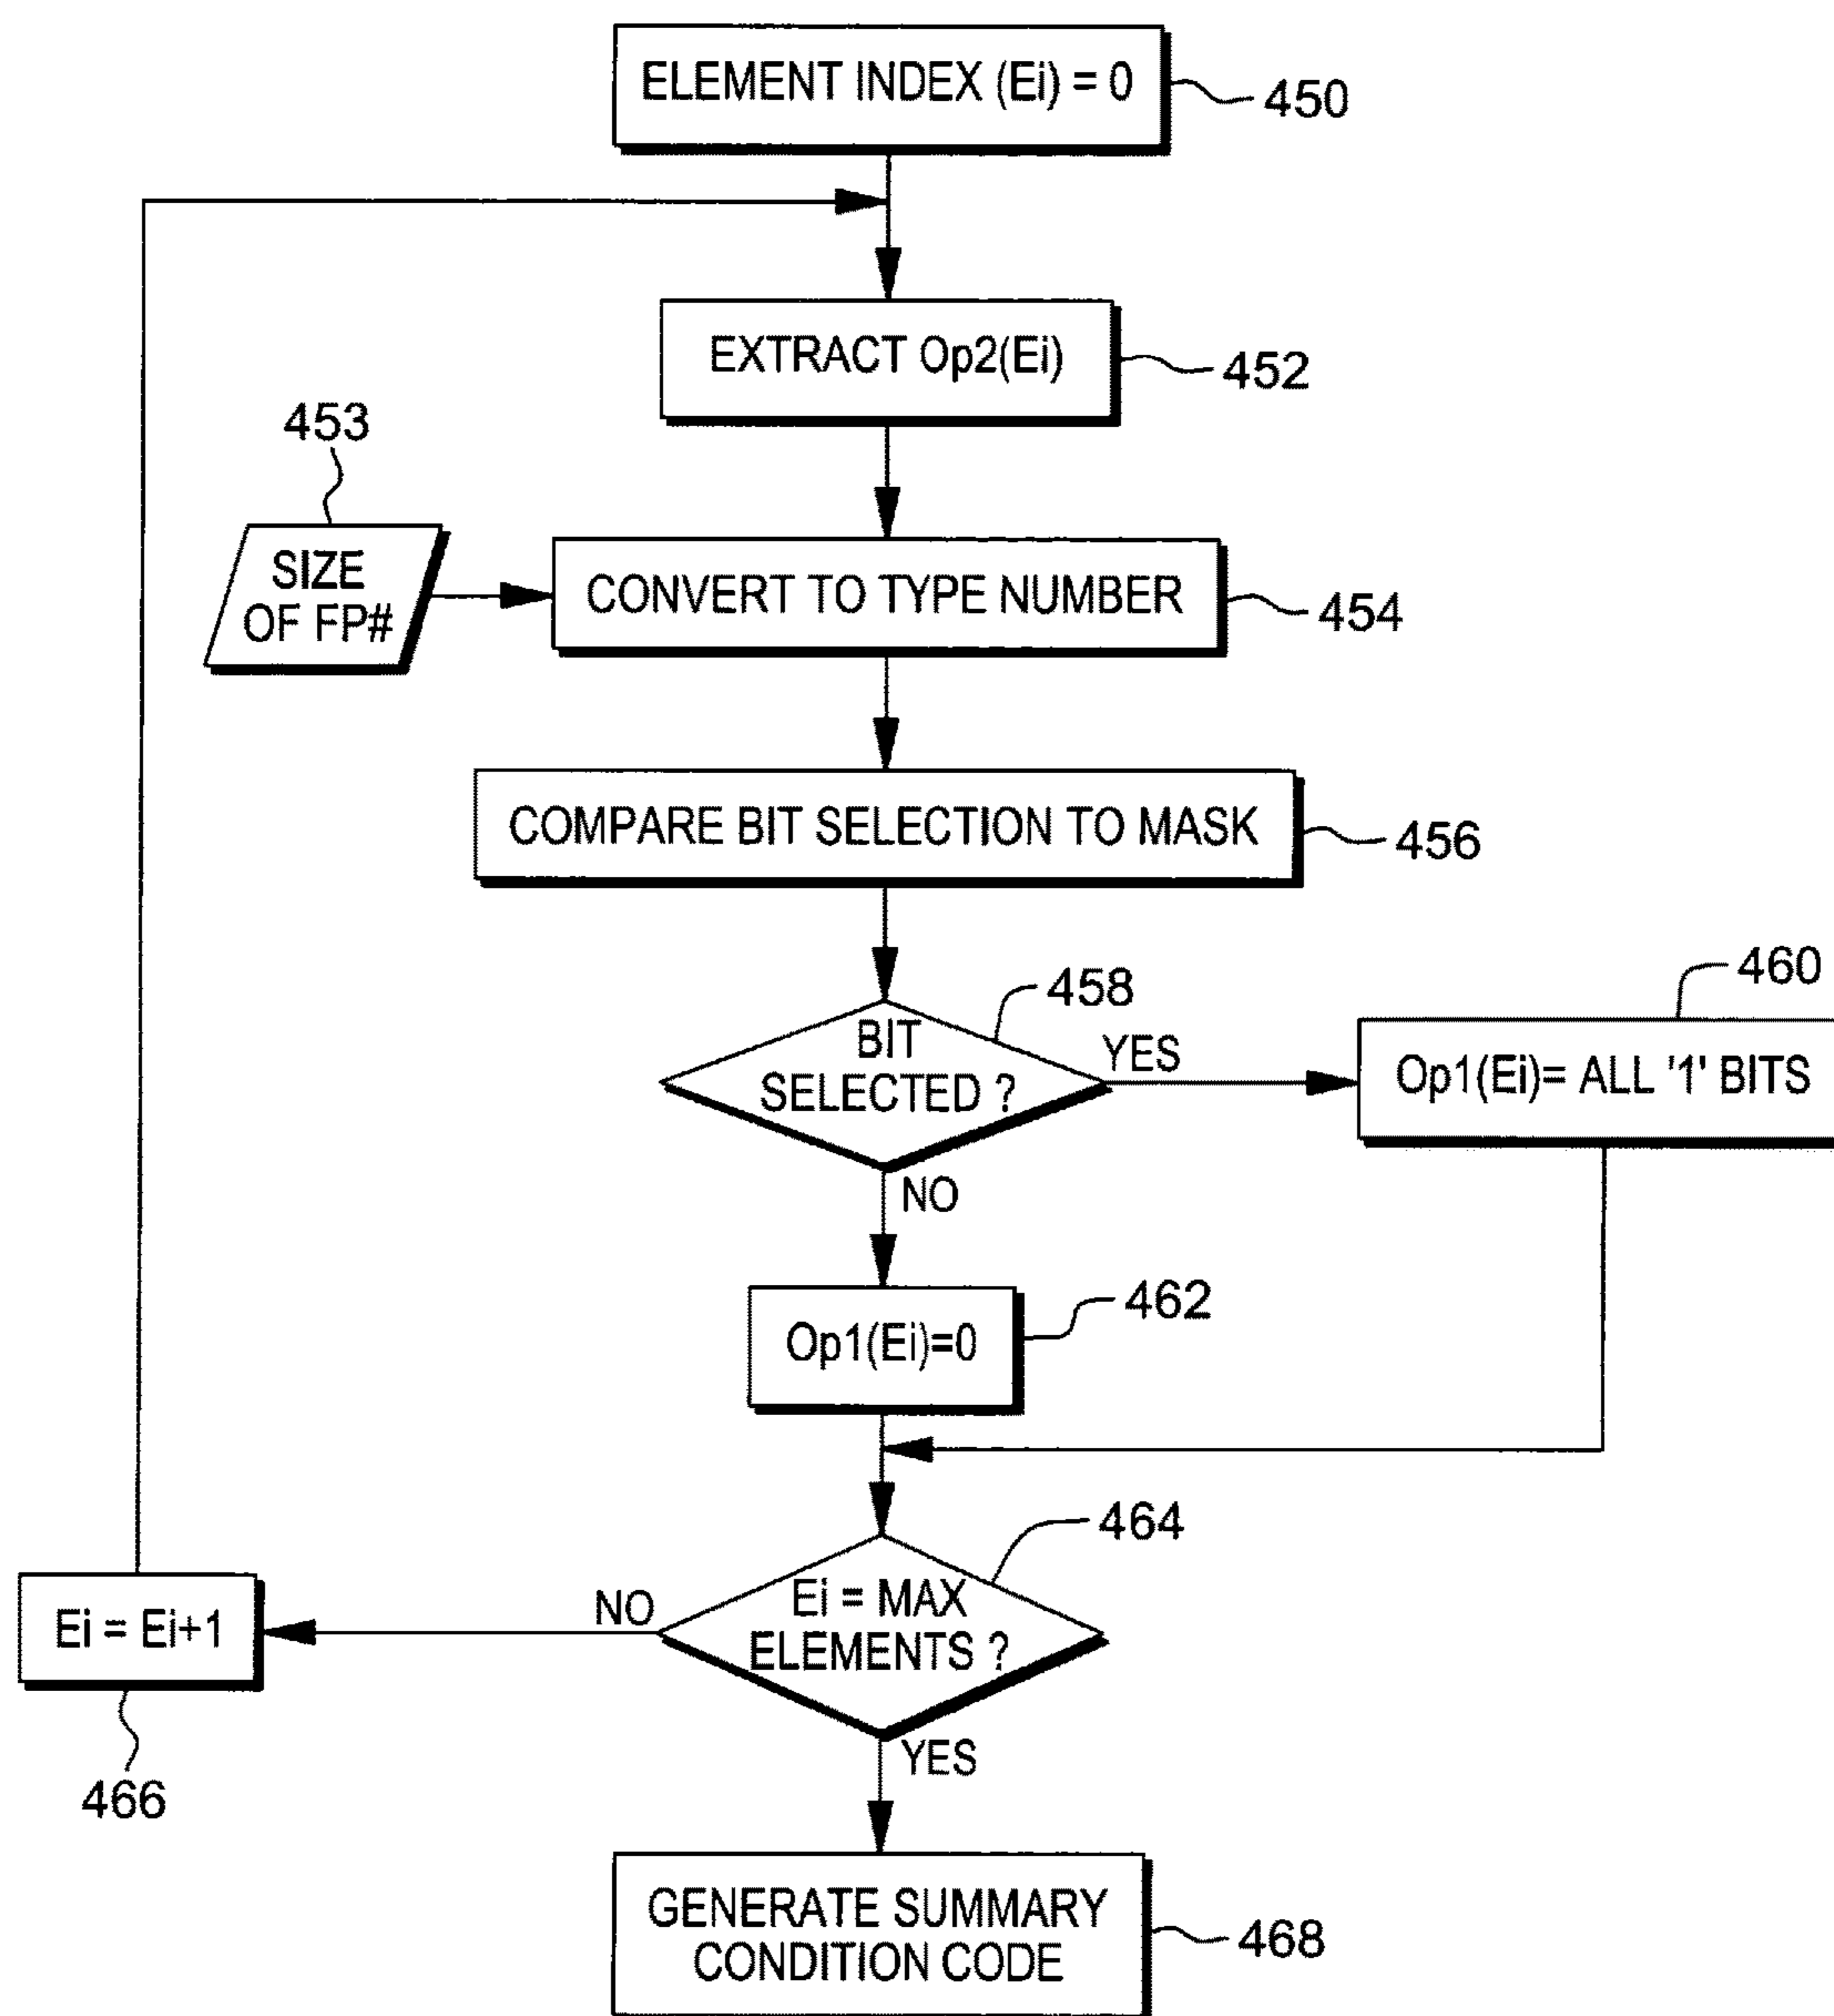 ELEMENT INDEX (Ei) = 0
450
EXTRACT Op2(Ei)
452
453
SIZE
OF FP#
CONVERT TO TYPE NUMBER
454
COMPARE BIT SELECTION TO MASK
456
458
BIT
SELECTED ?
YES
460
Op1(Ei)= ALL '1' BITS
NO
462
Op1(Ei)=0
464
Ei = MAX
ELEMENTS ?
NO
Ei = Ei+1
466
YES
GENERATE SUMMARY
CONDITION CODE
468